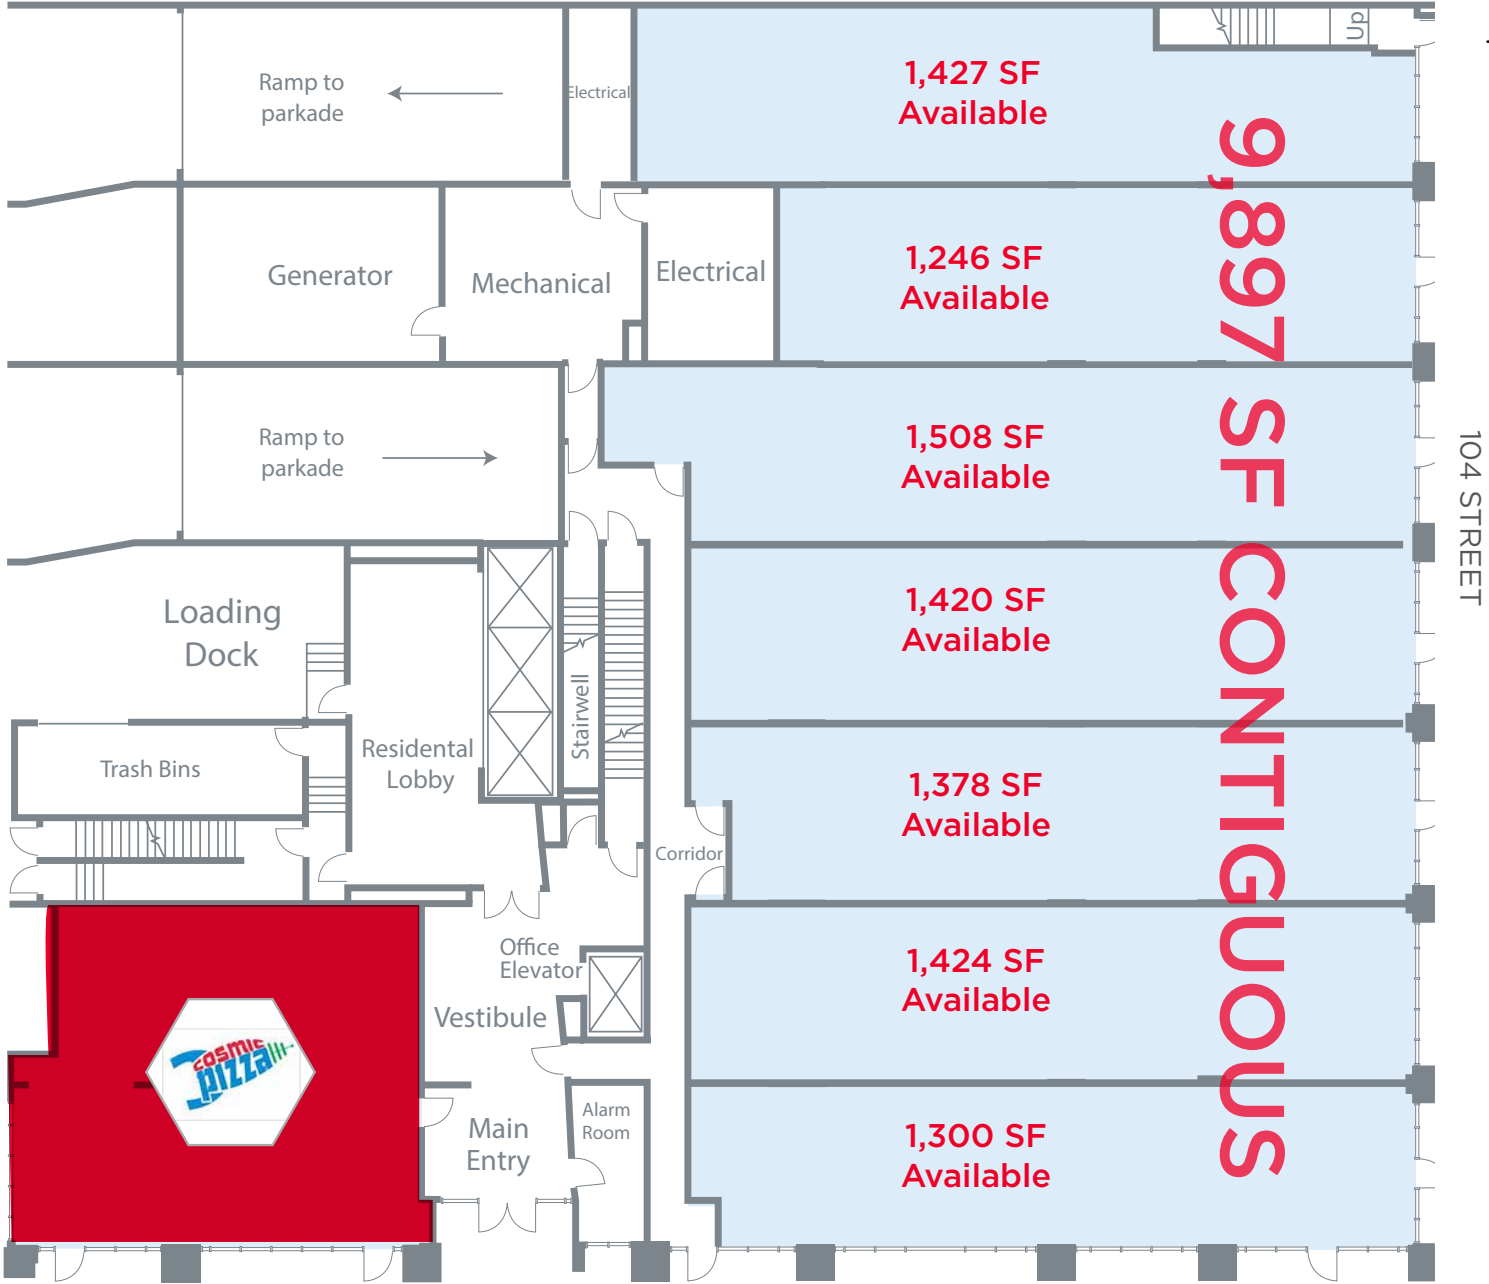 Up
1,427 SF
Available
Ramp to
parkade
Electrical
9,897 SF CONTIGUOUS
1,246 SF
Available
Generator
Mechanical
Electrical
1,508 SF
Available
Ramp to
parkade
104 STREET
1,420 SF
Available
Loading
Dock
Stairwell
Residental
Lobby
Trash Bins
1,378 SF
Available
Corridor
Office
Elevator
1,424 SF
Available
Vestibule
COSMIC
pizza
Main
Entry
Alarm
Room
1,300 SF
Available